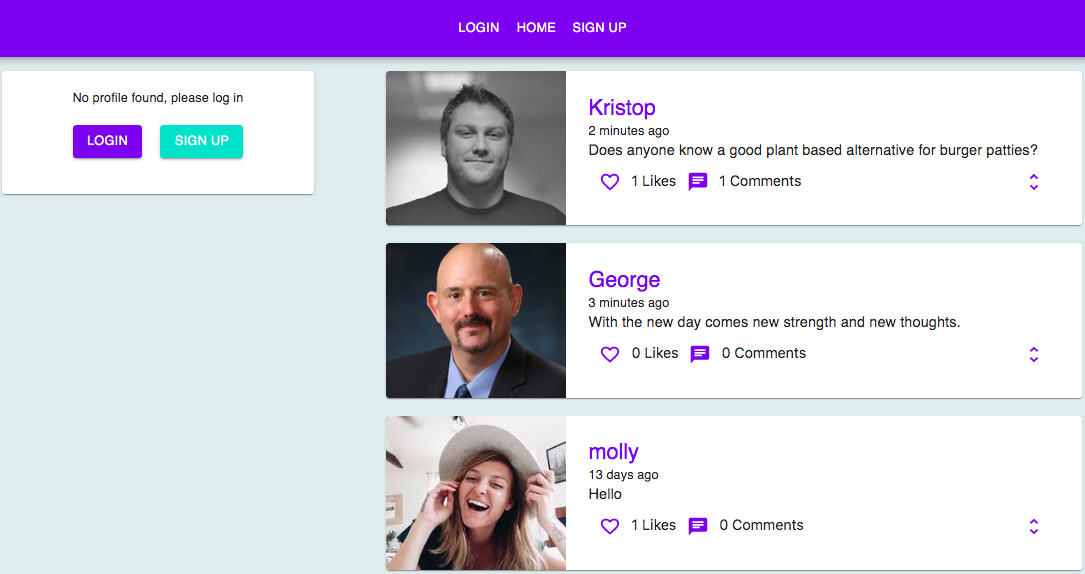 LOGIN HOME SIGN UP
No profile found, please log in
LOGIN SIGN UP
Kristop
2 minutes ago
Does anyone know a good plant based alternative for burger patties?
1 Likes 1 Comments
George
3 minutes ago
With the new day comes new strength and new thoughts.
0 Likes 0 Comments
molly
13 days ago
Hello
1 Likes 0 Comments